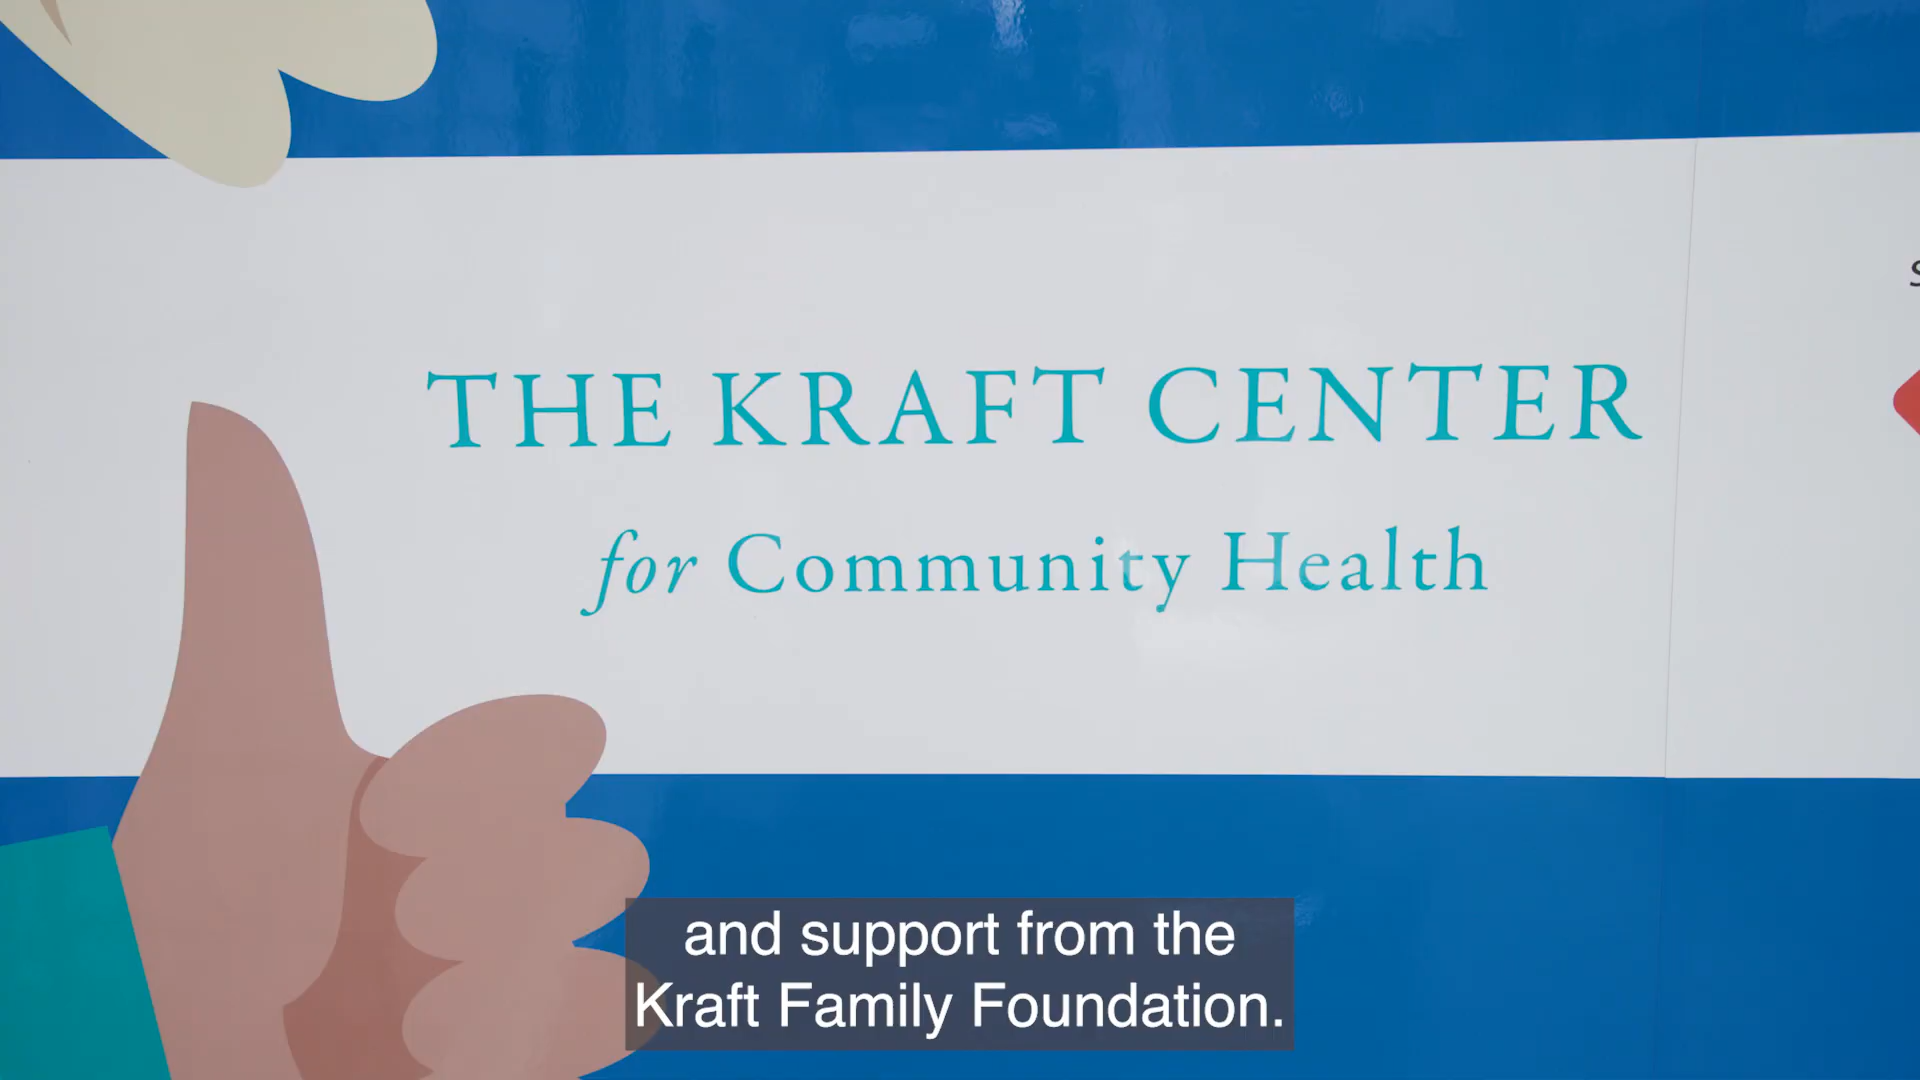 THE KRAFT CENTER
for Community Health
and support from the
Kraft Family Foundation.